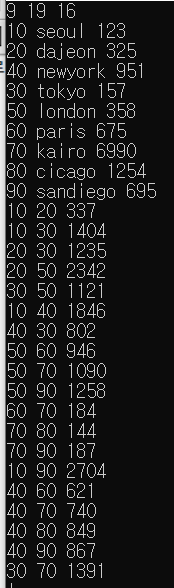 9 19 16
10 seoul 123
20 dajeon 325
40 newyork 951
30 tokyo 157
50 london 358
60 paris 675
70 kairo 6990
80 cicago 1254
90 sandiego 695
10 20 337
10 30 1404
20 30 1235
20 50 2342
30 50 1121
10 40 1846
40 30 802
50 60 946
50 70 1090
50 90 1258
60 70 184
70 80 144
70 90 187
10 90 2704
40 60 621
40 70 740
40 80 849
40 90 867
30 70 1391